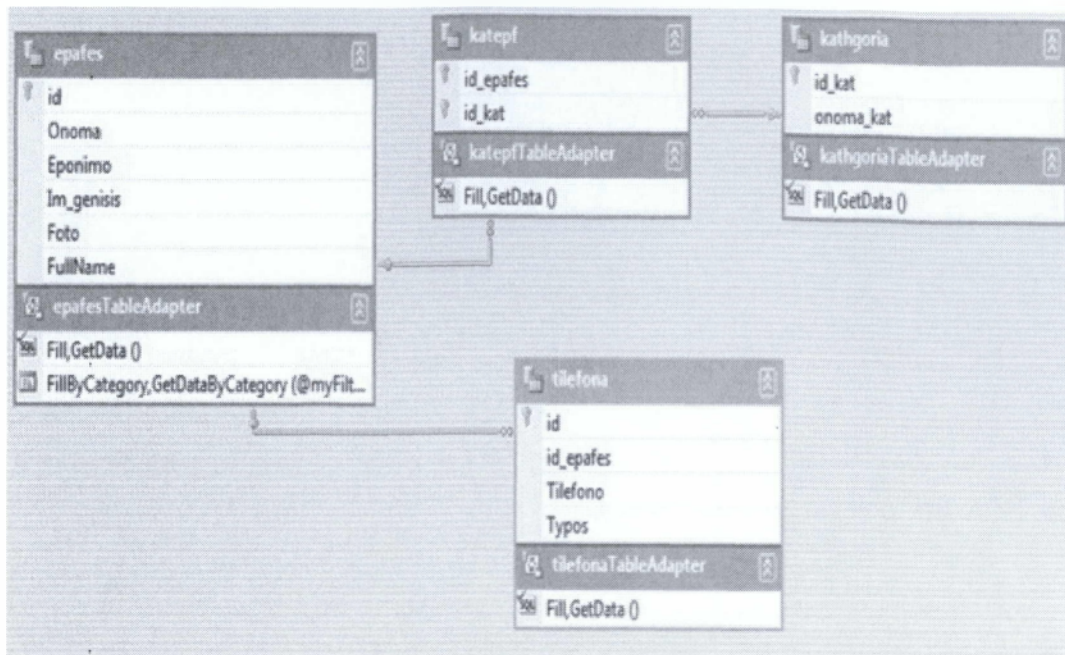 epafes
id
Onoma
Eponimo
Im_genisis
Foto
FullName
epafesTableAdapter
Fill,GetData ()
FillByCategory,GetDataByCategory (@myFilt...
katepf
id_epafes
id_kat
katepfTableAdapter
Fill,GetData ()
kathgoria
id_kat
onoma_kat
kathgoriaTableAdapter
Fill,GetData ()
tilefona
id
id_epafes
Tilefono
Typos
tilefonaTableAdapter
Fill,GetData ()